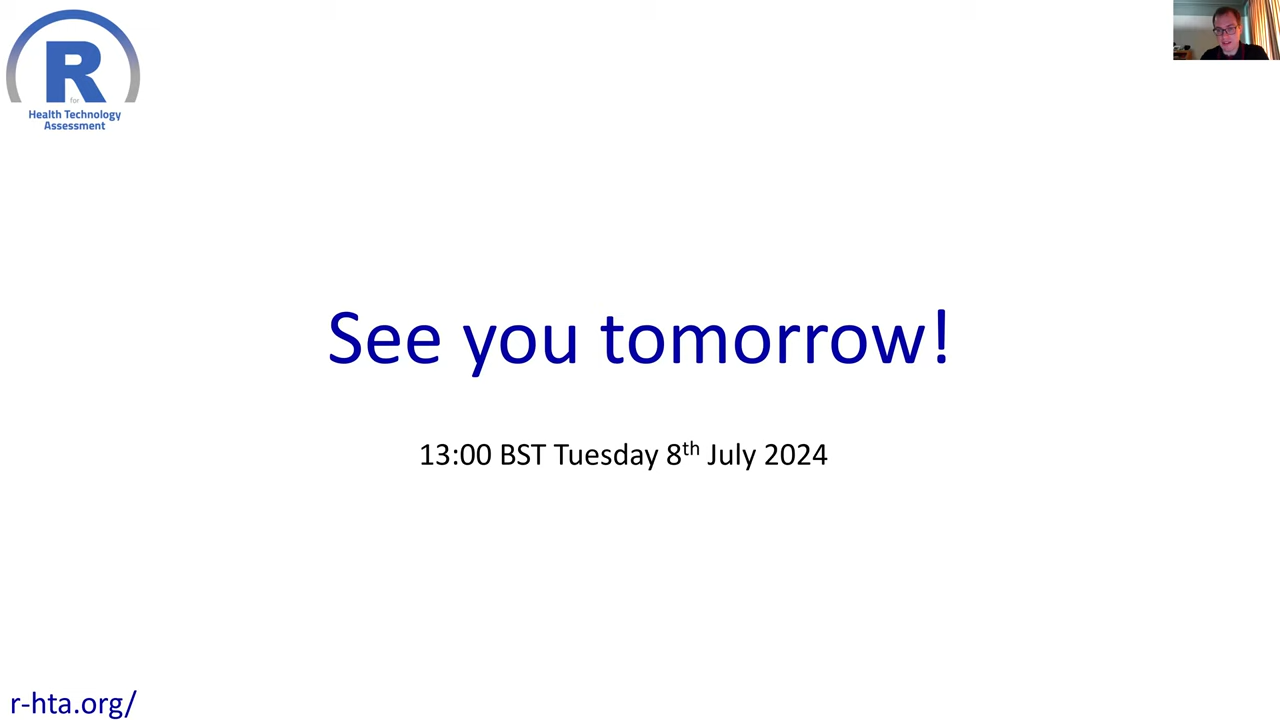 R
for
Health Technology
Assessment
See you tomorrow!
13:00 BST Tuesday 8th July 2024
r-hta.org/